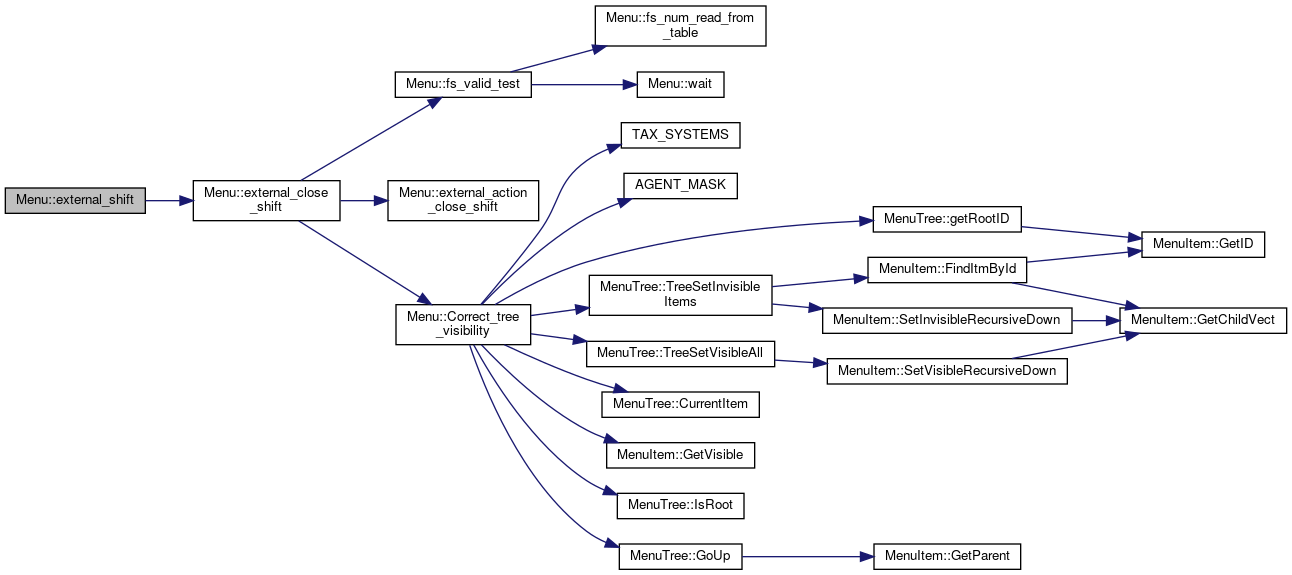 Menu::fs_num_read_from
_table
Menu::fs_valid_test
Menu::wait
TAX_SYSTEMS
AGENT_MASK
Menu::external_shift
Menu::external_close
_shift
Menu::external_action
_close_shift
MenuTree::getRootID
MenuItem::GetID
MenuItem::FindItmById
MenuTree::TreeSetInvisible
Items
Menu::Correct_tree
_visibility
MenuItem::SetInvisibleRecursiveDown
MenuItem::GetChildVect
MenuTree::TreeSetVisibleAll
MenuItem::SetVisibleRecursiveDown
MenuTree::CurrentItem
MenuItem::GetVisible
MenuTree::IsRoot
MenuTree::GoUp
MenuItem::GetParent